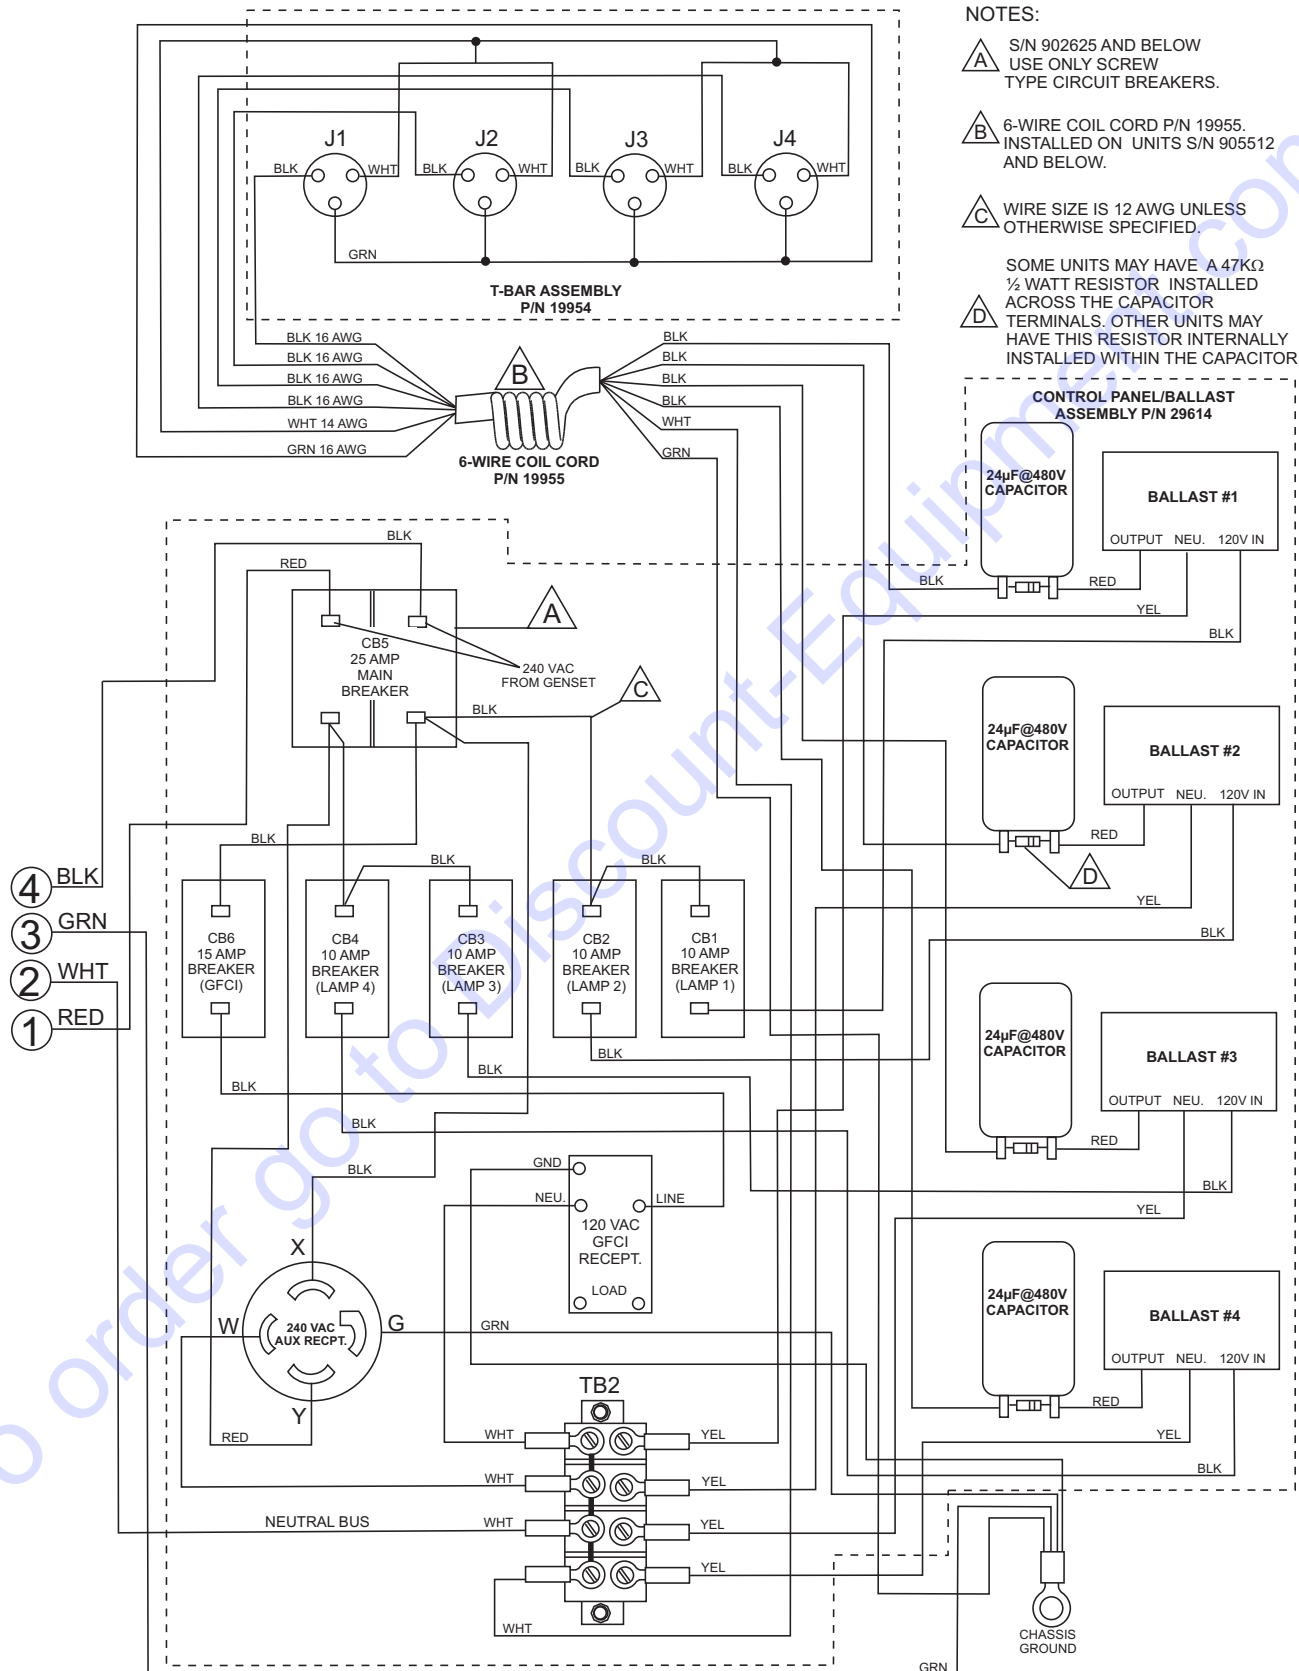 NOTES:
A
S/N 902625 AND BELOW
USE ONLY SCREW
TYPE CIRCUIT BREAKERS.
B
6-WIRE COIL CORD P/N 19955.
INSTALLED ON UNITS S/N 905512
AND BELOW.
C
WIRE SIZE IS 12 AWG UNLESS
OTHERWISE SPECIFIED.
D
SOME UNITS MAY HAVE A 47KΩ
½ WATT RESISTOR INSTALLED
ACROSS THE CAPACITOR
TERMINALS. OTHER UNITS MAY
HAVE THIS RESISTOR INTERNALLY
INSTALLED WITHIN THE CAPACITOR
J1
J2
J3
J4
BLK
WHT
BLK
WHT
BLK
WHT
BLK
WHT
GRN
T-BAR ASSEMBLY
P/N 19954
BLK 16 AWG
BLK 16 AWG
BLK 16 AWG
BLK 16 AWG
WHT 14 AWG
GRN 16 AWG
B
6-WIRE COIL CORD
P/N 19955
BLK
BLK
BLK
BLK
WHT
GRN
CONTROL PANEL/BALLAST
ASSEMBLY P/N 29614
24µF@480V
CAPACITOR
BALLAST #1
OUTPUT NEU. 120V IN
BLK
RED
YEL
BLK
24µF@480V
CAPACITOR
BALLAST #2
OUTPUT NEU. 120V IN
RED
D
YEL
BLK
24µF@480V
CAPACITOR
BALLAST #3
OUTPUT NEU. 120V IN
RED
BLK
YEL
24µF@480V
CAPACITOR
BALLAST #4
OUTPUT NEU. 120V IN
RED
YEL
BLK
BLK
RED
A
CB5
25 AMP
MAIN
BREAKER
240 VAC
FROM GENSET
C
BLK
BLK
BLK
BLK
4 BLK
3 GRN
2 WHT
1 RED
CB6
15 AMP
BREAKER
(GFCI)
CB4
10 AMP
BREAKER
(LAMP 4)
CB3
10 AMP
BREAKER
(LAMP 3)
CB2
10 AMP
BREAKER
(LAMP 2)
CB1
10 AMP
BREAKER
(LAMP 1)
BLK
BLK
BLK
BLK
BLK
GND
NEU.
LINE
120 VAC
GFCI
RECEPT.
LOAD
X
W
G
Y
240 VAC
AUX RECPT.
GRN
RED
TB2
WHT
YEL
WHT
YEL
NEUTRAL BUS
WHT
YEL
YEL
WHT
CHASSIS
GROUND
GRN
To order go to Discount-Equipment.com